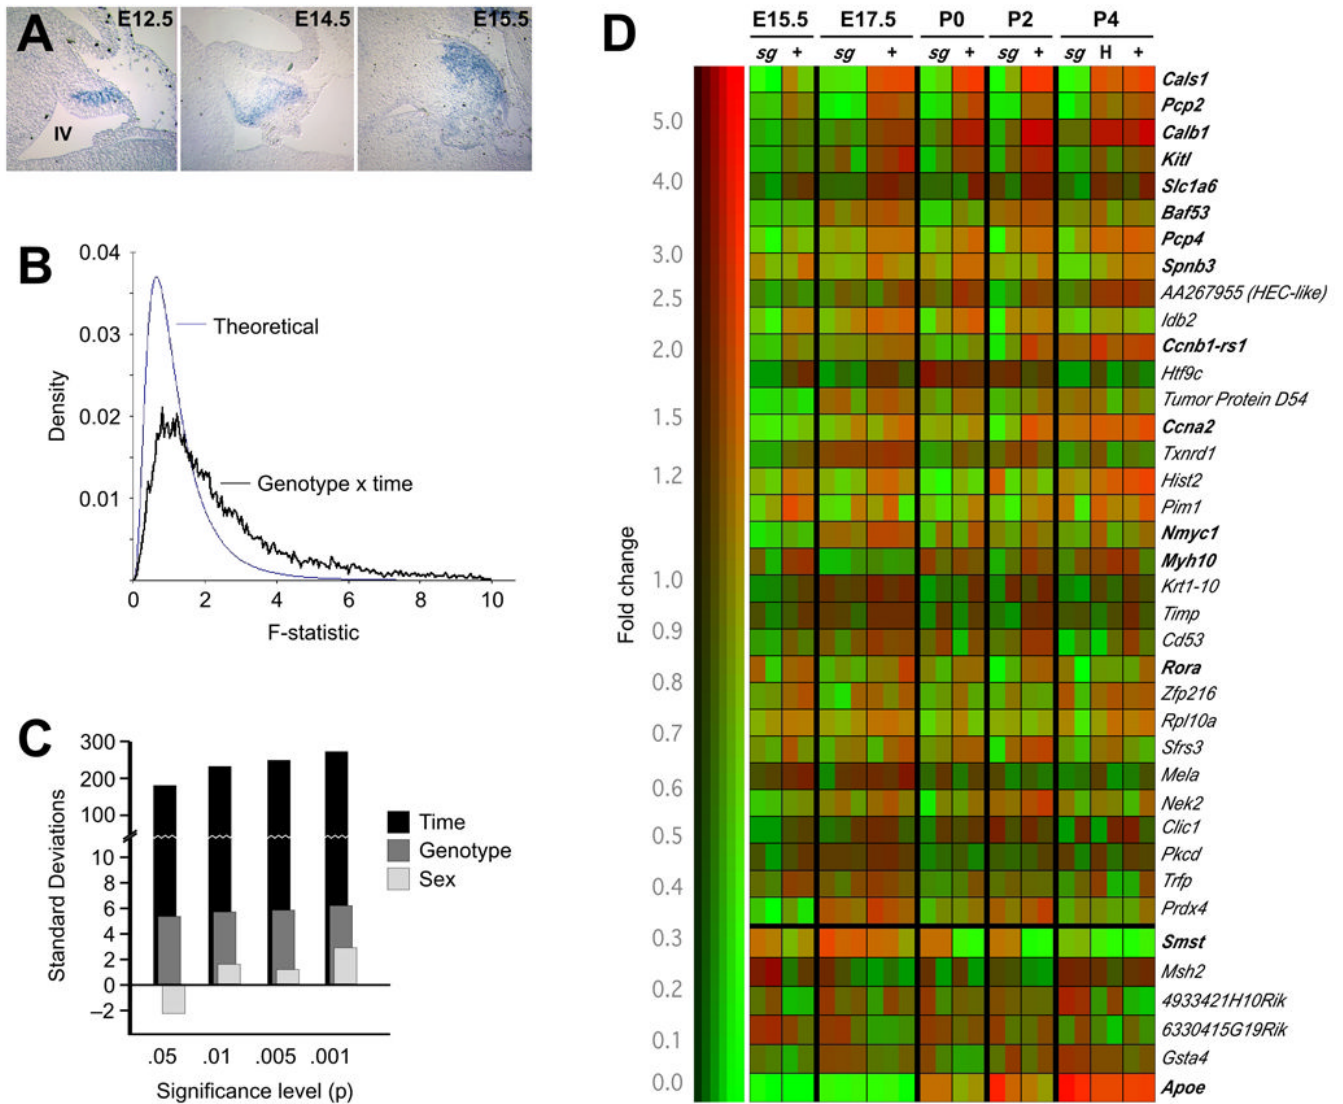 A
E12.5
E14.5
E15.5
IV
B
0.04
0.03
0.02
0.01
0 2 4 6 8 10
Density
F-statistic
Theoretical
Genotype x time
C
300
200
100
10
8
6
4
2
0
–2
Standard Deviations
.05 .01 .005 .001
Significance level (p)
Time
Genotype
Sex
D
E15.5 E17.5 P0 P2 P4
sg + sg + sg + sg + sg H +
Fold change
5.0
4.0
3.0
2.5
2.0
1.5
1.2
1.0
0.9
0.8
0.7
0.6
0.5
0.4
0.3
0.2
0.1
0.0
Cals1
Pcp2
Calb1
Kitl
Slc1a6
Baf53
Pcp4
Spnb3
AA267955 (HEC-like)
Idb2
Ccnb1-rs1
Htf9c
Tumor Protein D54
Ccna2
Txnrd1
Hist2
Pim1
Nmyc1
Myh10
Krt1-10
Timp
Cd53
Rora
Zfp216
Rpl10a
Sfrs3
Mela
Nek2
Clic1
Pkcd
Trfp
Prdx4
Smst
Msh2
4933421H10Rik
6330415G19Rik
Gsta4
Apoe